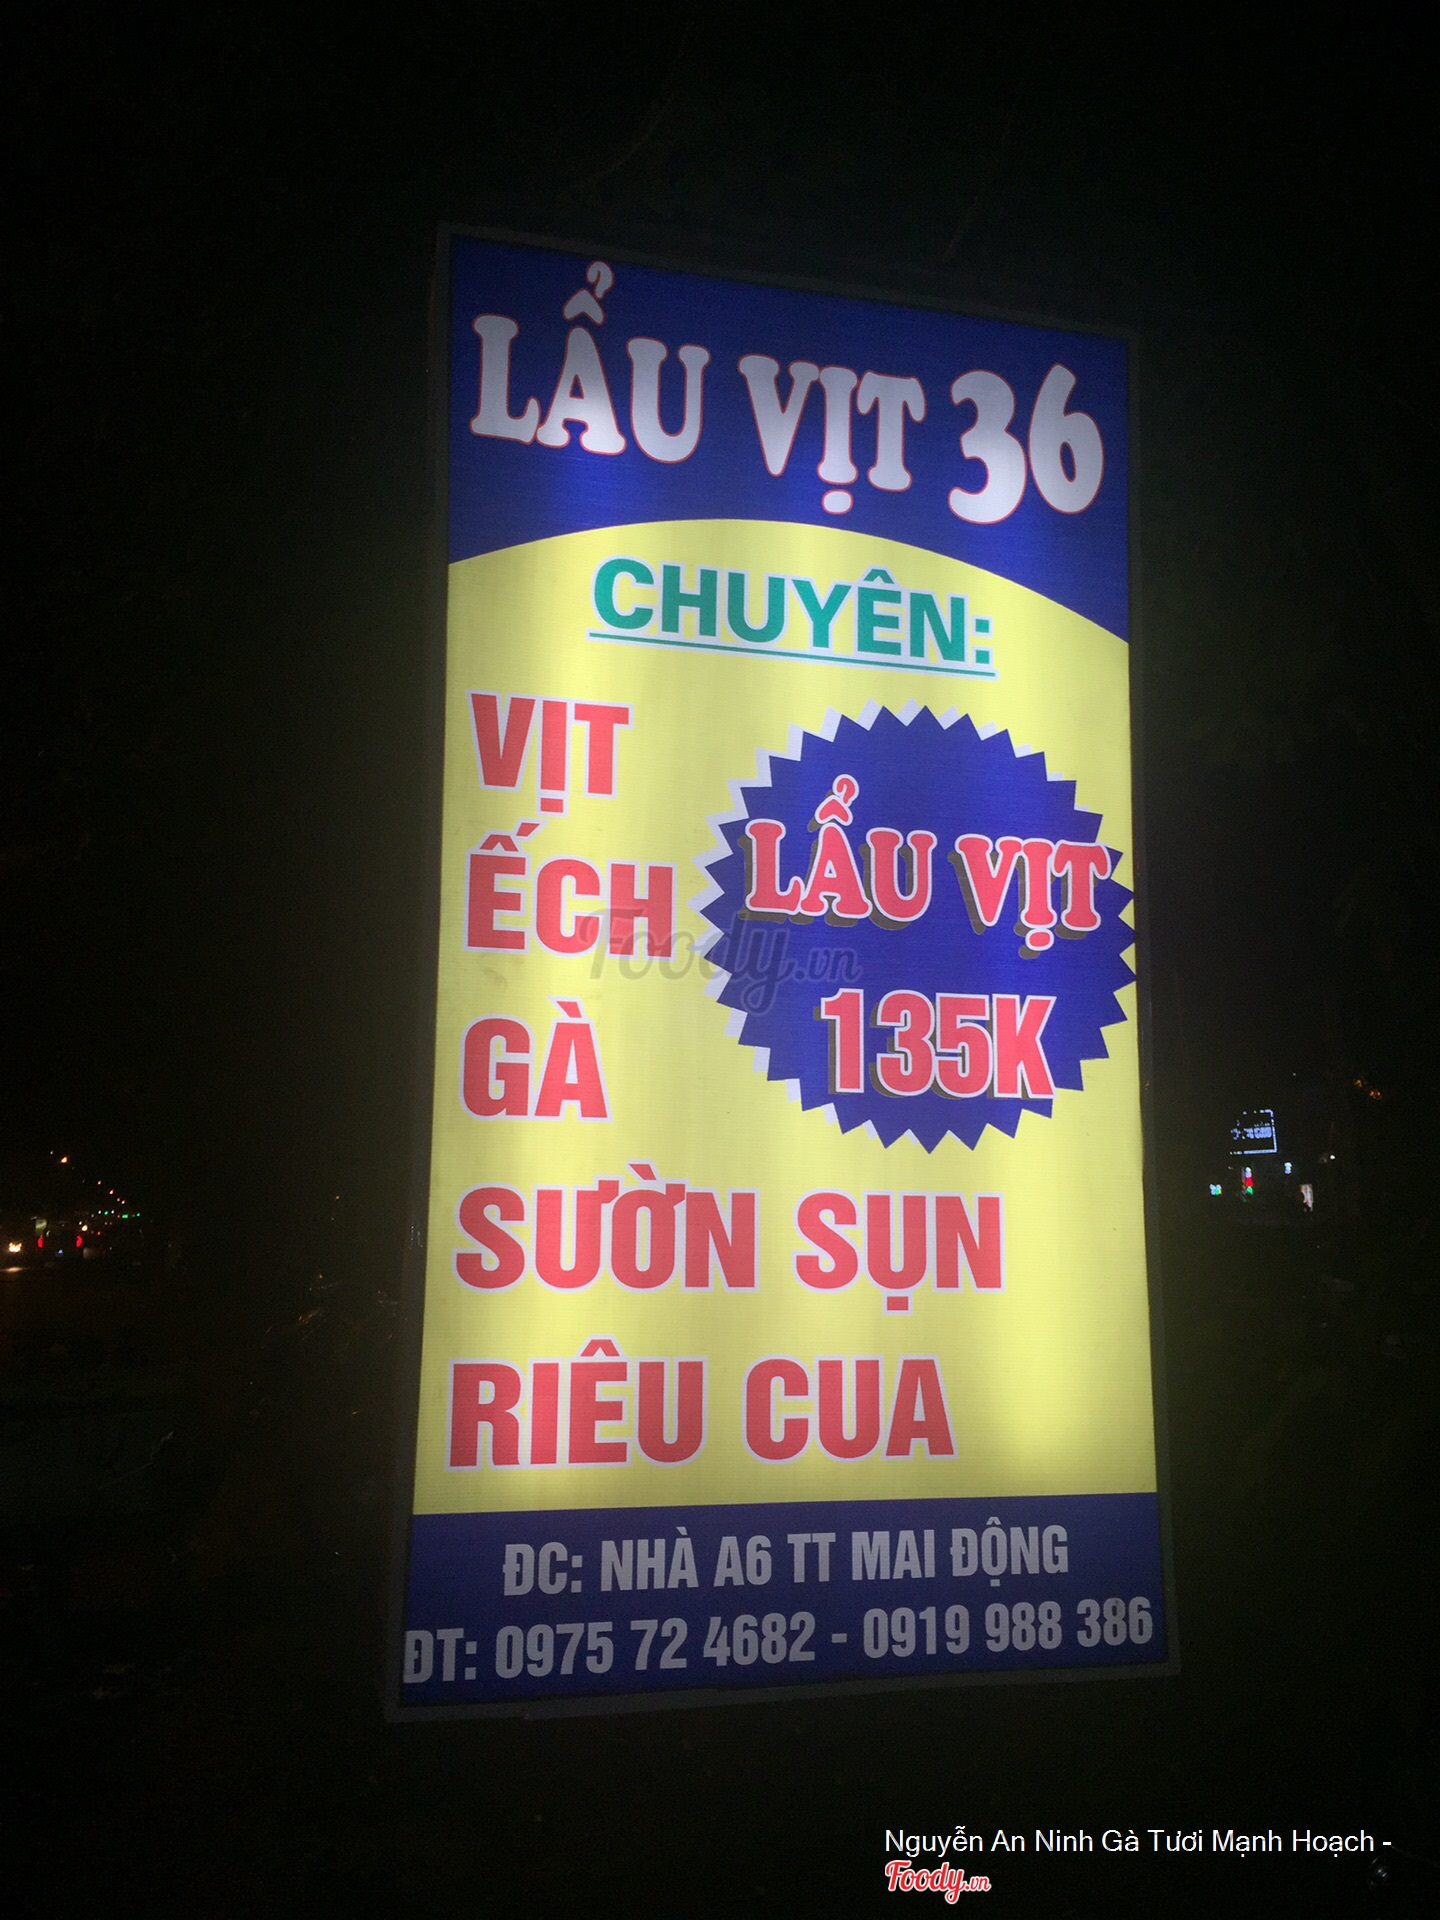 LẨU VỊT 36
CHUYÊN:
VỊT
ẾCH
GÀ
SƯỜN SỤN
RIÊU CUA
LẨU VỊT
135K
ĐC: NHÀ A6 TT MAI ĐỘNG
ĐT: 0975 72 4682 - 0919 988 386
Foody.vn
Nguyễn An Ninh Gà Tươi Mạnh Hoạch -
Foody.vn